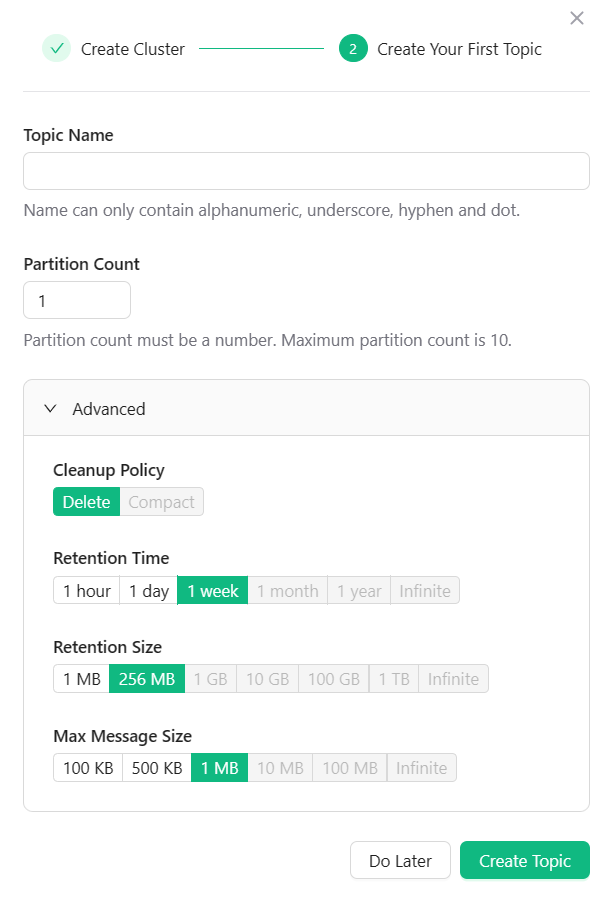 Create Cluster 2 Create Your First Topic
Topic Name
Name can only contain alphanumeric, underscore, hyphen and dot.
Partition Count
1
Partition count must be a number. Maximum partition count is 10.
Advanced
Cleanup Policy
Delete Compact
Retention Time
1 hour 1 day 1 week 1 month 1 year Infinite
Retention Size
1 MB 256 MB 1 GB 10 GB 100 GB 1 TB Infinite
Max Message Size
100 KB 500 KB 1 MB 10 MB 100 MB Infinite
Do Later Create Topic